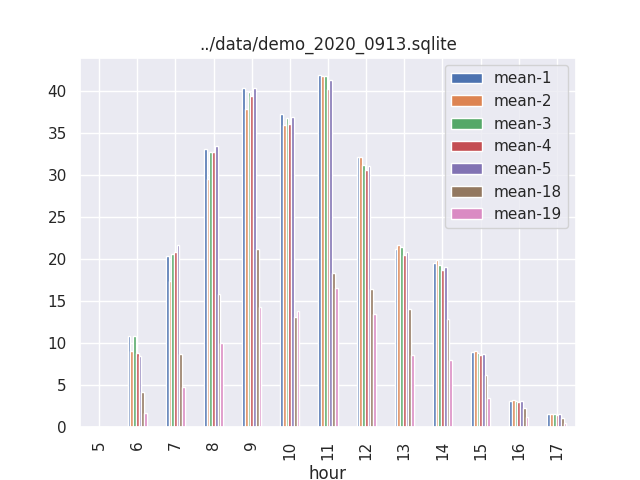 ../data/demo_2020_0913.sqlite
mean-1
mean-2
mean-3
mean-4
mean-5
mean-18
mean-19
40
35
30
25
20
15
10
5
0
5 6 7 8 9 10 11 12 13 14 15 16 17
hour